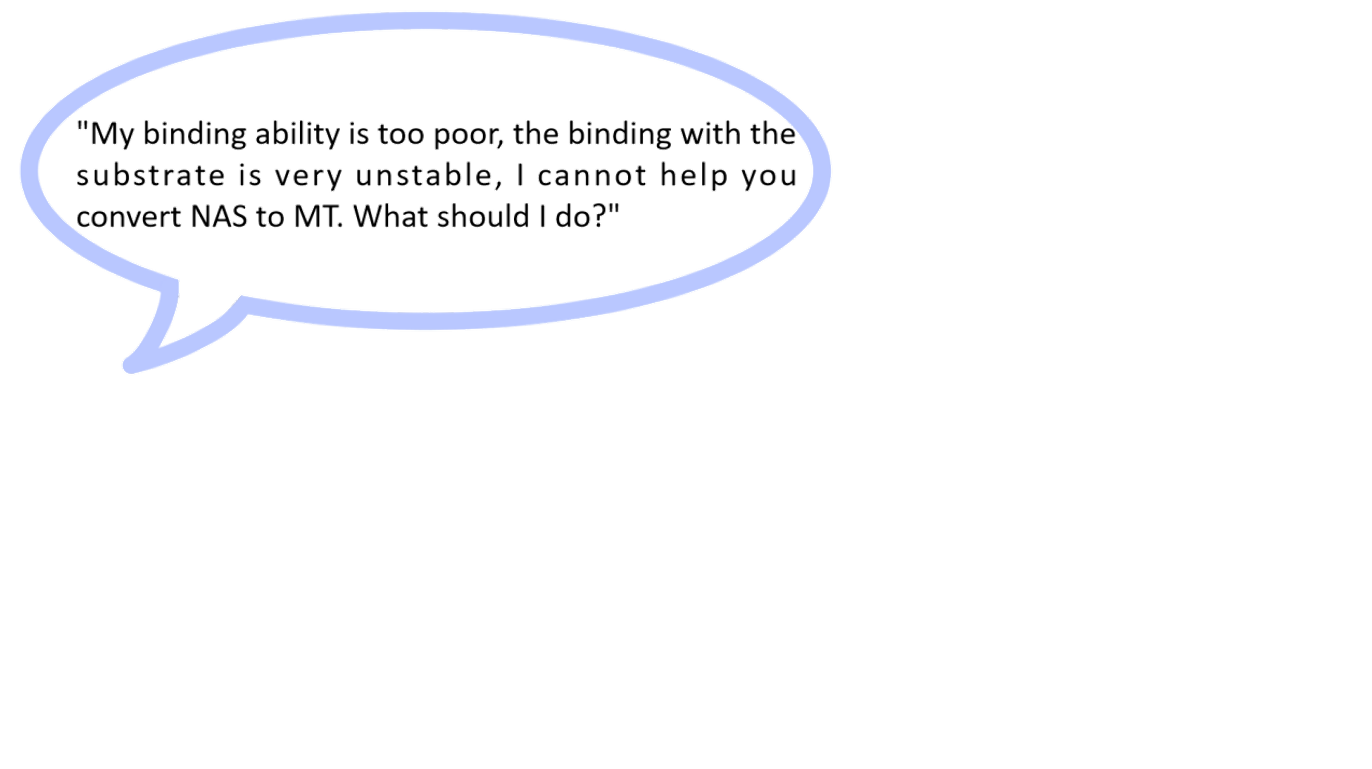 "My binding ability is too poor, the binding with the
substrate is very unstable, I cannot help you
convert NAS to MT. What should I do?"